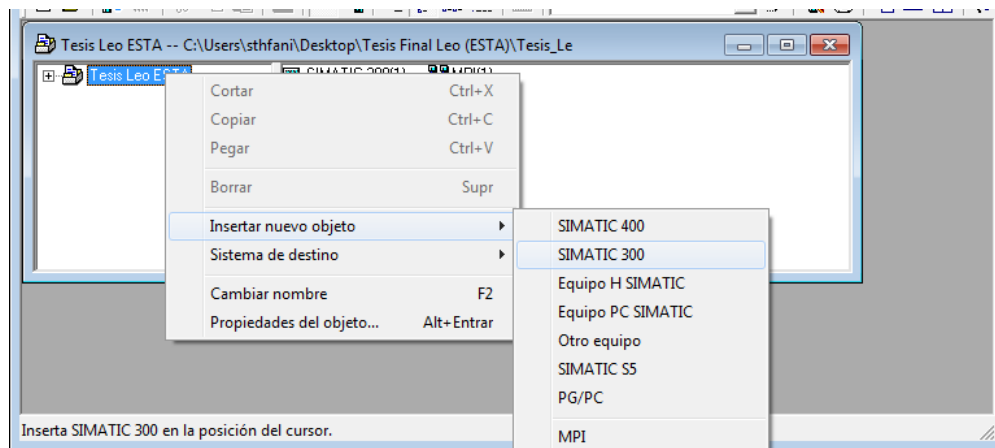 Tesis Leo ESTA -- C:\Users\sthfani\Desktop\Tesis Final Leo (ESTA)\Tesis_Le
Tesis Leo ESTA SIMATIC 300(1) MPI(1)
Cortar Ctrl+X
Copiar Ctrl+C
Pegar Ctrl+V
Borrar Supr
Insertar nuevo objeto
Sistema de destino
Cambiar nombre F2
Propiedades del objeto... Alt+Entrar
SIMATIC 400
SIMATIC 300
Equipo H SIMATIC
Equipo PC SIMATIC
Otro equipo
SIMATIC S5
PG/PC
MPI
Inserta SIMATIC 300 en la posición del cursor.